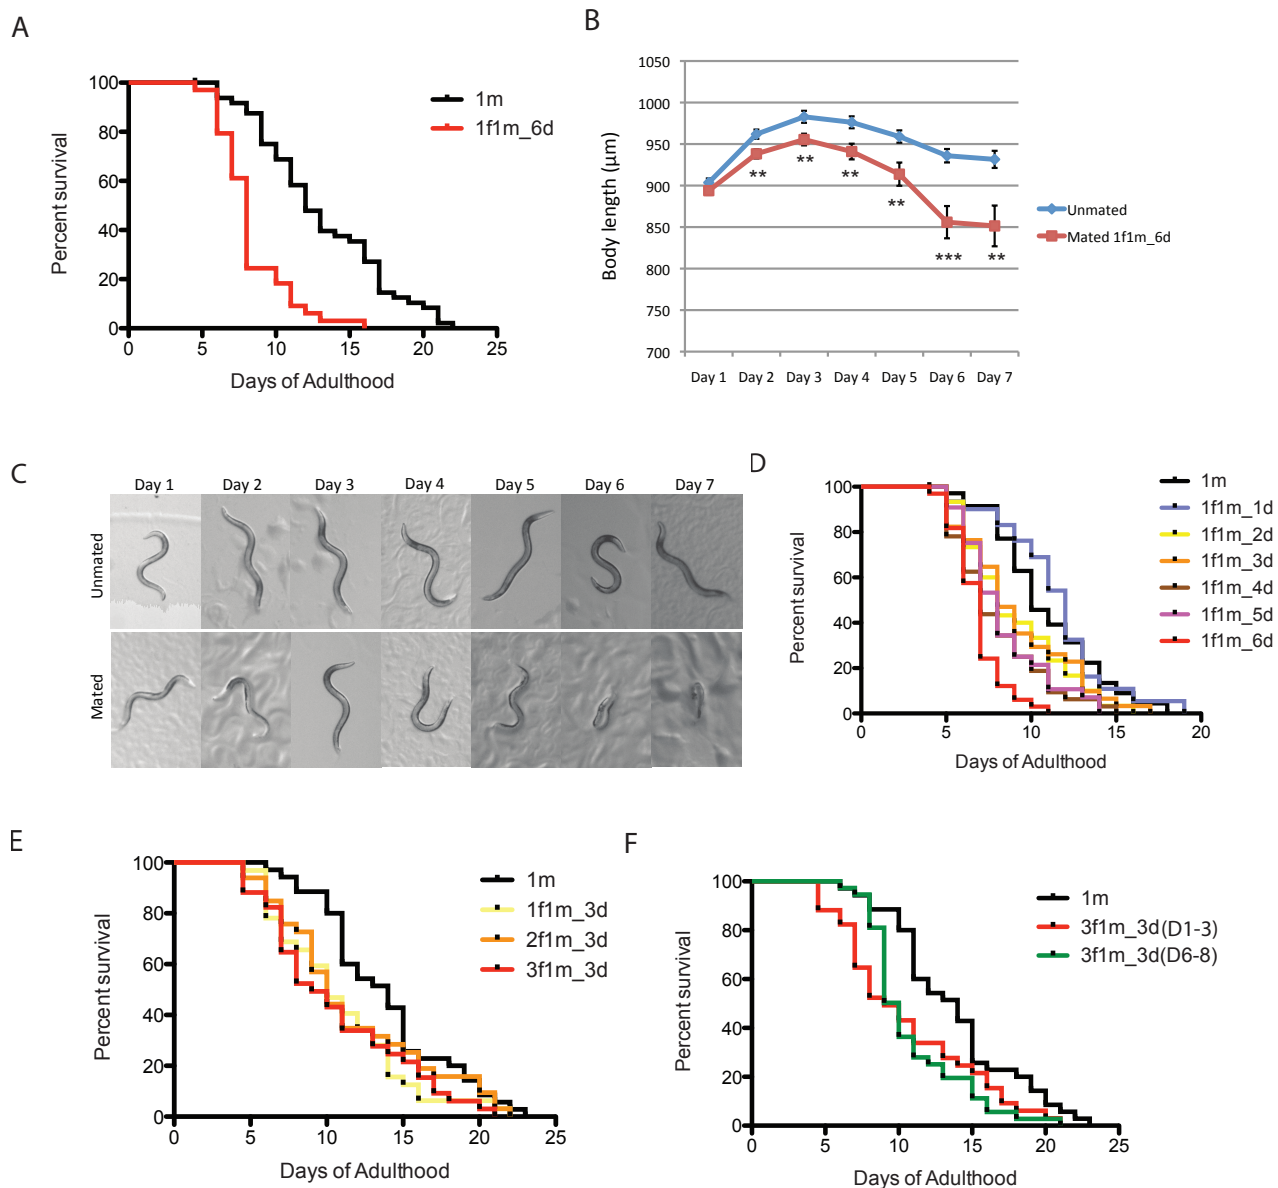 A
100
80
60
40
20
0
0 5 10 15 20 25
Percent survival
Days of Adulthood
1m
1f1m_6d
B
1050
1000
950
900
850
800
750
700
Body length (µm)
** ** ** ** *** **
Day 1 Day 2 Day 3 Day 4 Day 5 Day 6 Day 7
Unmated
Mated 1f1m_6d
C
Day 1 Day 2 Day 3 Day 4 Day 5 Day 6 Day 7
Unmated
Mated
D
100
80
60
40
20
0
0 5 10 15 20
Percent survival
Days of Adulthood
1m
1f1m_1d
1f1m_2d
1f1m_3d
1f1m_4d
1f1m_5d
1f1m_6d
E
100
80
60
40
20
0
0 5 10 15 20 25
Percent survival
Days of Adulthood
1m
1f1m_3d
2f1m_3d
3f1m_3d
F
100
80
60
40
20
0
0 5 10 15 20 25
Percent survival
Days of Adulthood
1m
3f1m_3d(D1-3)
3f1m_3d(D6-8)